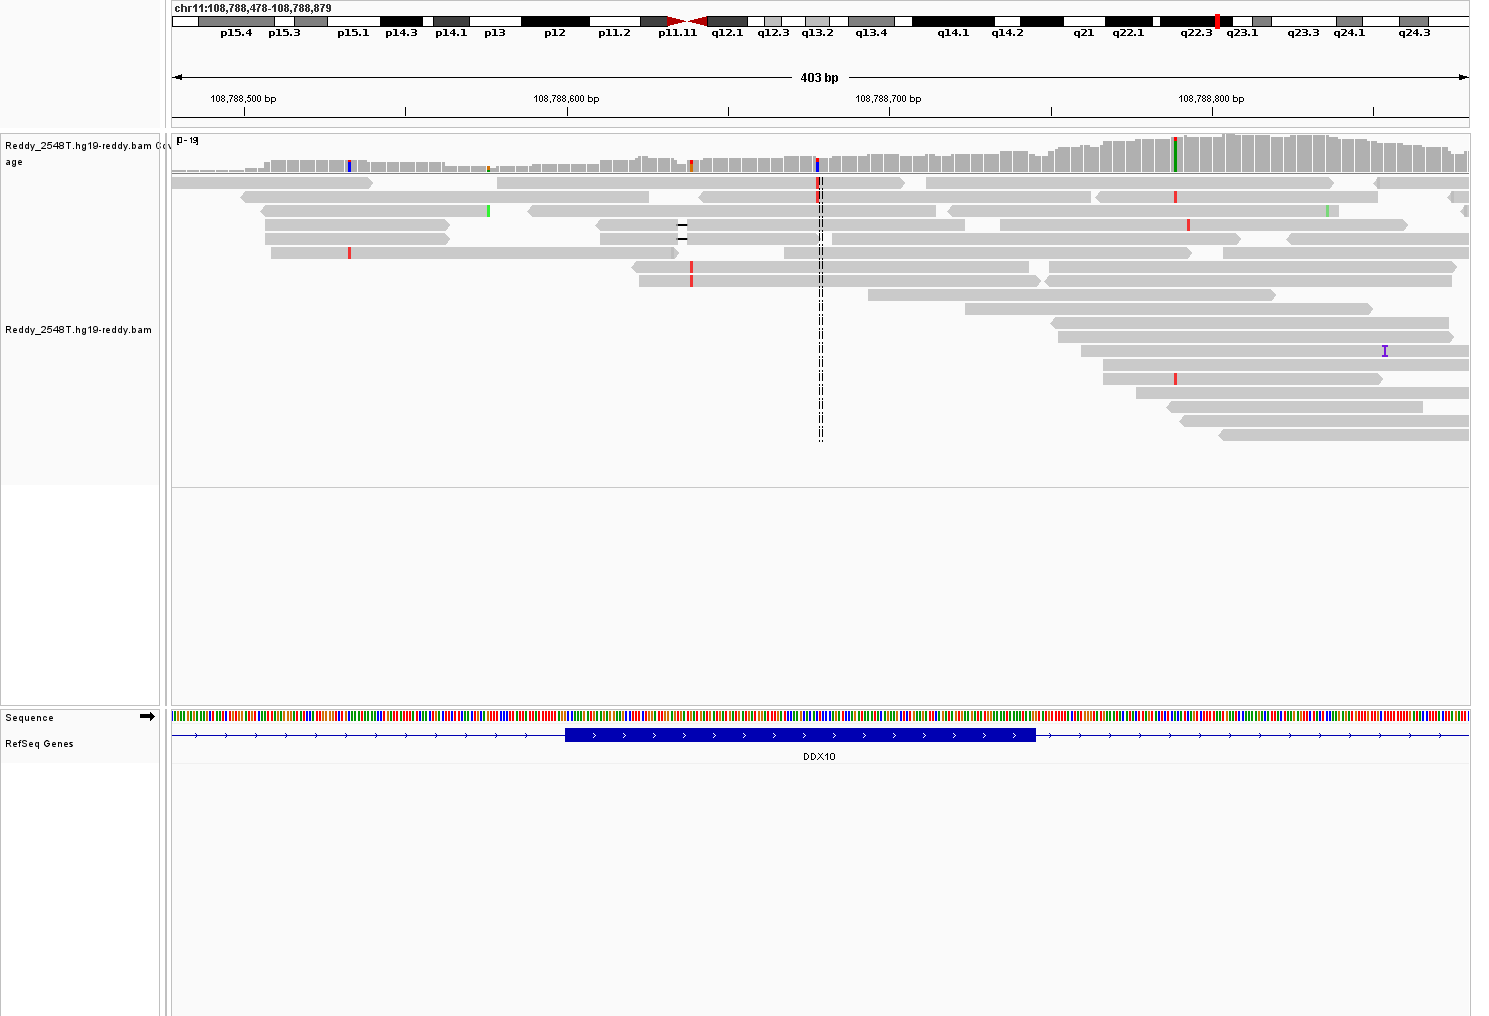 chr11:108,788,478-108,788,879
p15.4 p15.3 p15.1 p14.3 p14.1 p13 p12 p11.2 p11.11 q12.1 q12.3 q13.2 q13.4 q14.1 q14.2 q21 q22.1 q22.3 q23.1 q23.3 q24.1 q24.3
403 bp
108,788,500 bp 108,788,600 bp 108,788,700 bp 108,788,800 bp
[0 - 19]
Reddy_2548T.hg19-reddy.bam Cov
age
Reddy_2548T.hg19-reddy.bam
Sequence
RefSeq Genes
DDX10